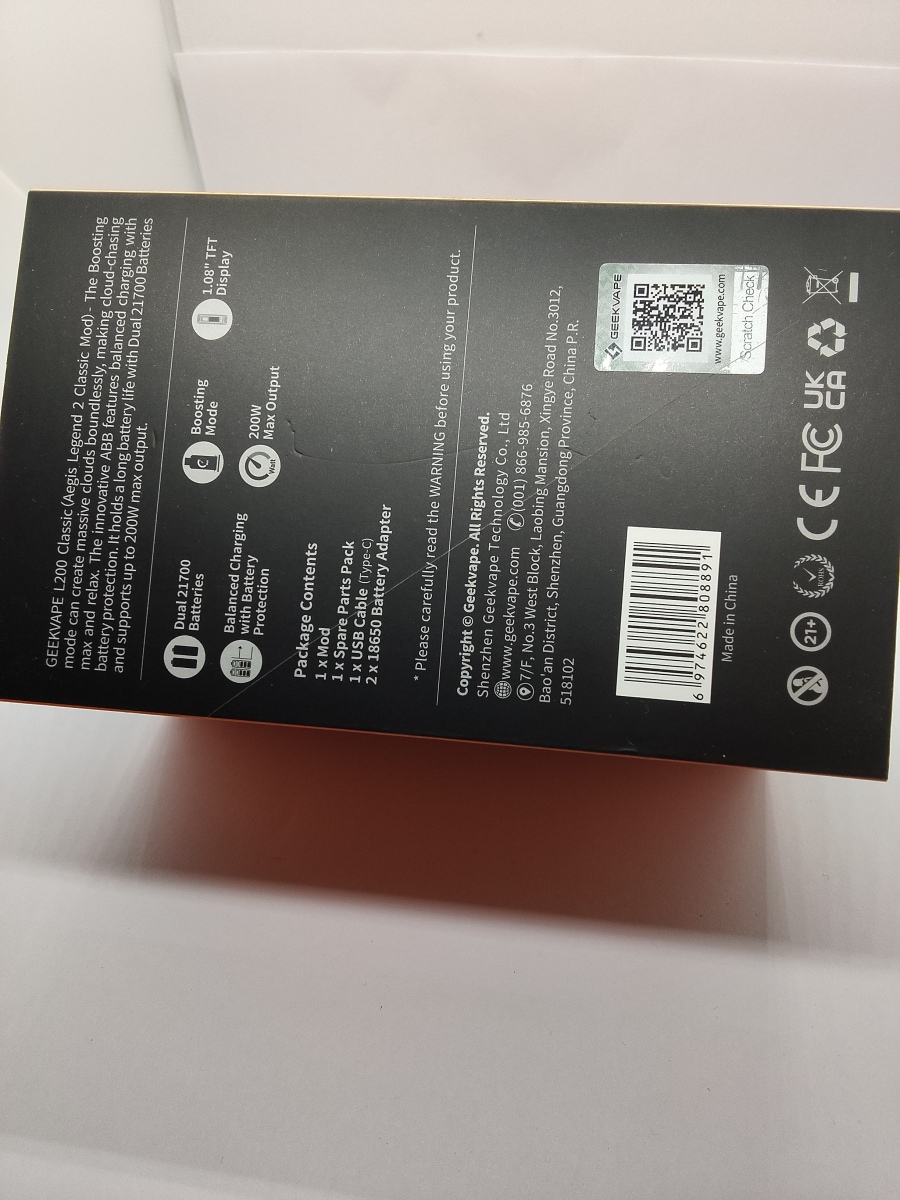 GEEKVAPE L200 Classic (Aegis Legend 2 Classic Mod) - The Boosting
mode can create massive clouds boundlessly, making cloud-chasing
max and relax. The innovative ABB features balanced charging with
battery protection. It holds a long battery life with Dual 21700 Batteries
and supports up to 200W max output.
Dual 21700
Batteries
Boosting
Mode
1.08" TFT
Display
Balanced Charging
with Battery
Protection
Watt
200W
Max Output
Package Contents
1 x Mod
1 x Spare Parts Pack
1 x USB Cable (Type-C)
2 x 18650 Battery Adapter
* Please carefully read the WARNING before using your product.
Copyright © Geekvape. All Rights Reserved.
Shenzhen Geekvape Technology Co., Ltd
www.geekvape.com (001) 866-985-6876
7/F, No.3 West Block, Laobing Mansion, Xingye Road No.3012,
Bao'an District, Shenzhen, Guangdong Province, China P.R.
518102
GEEKVAPE
www.geekvape.com
Scratch Check
6 974622 808891
Made in China
21+
CE
FC
UK
CA